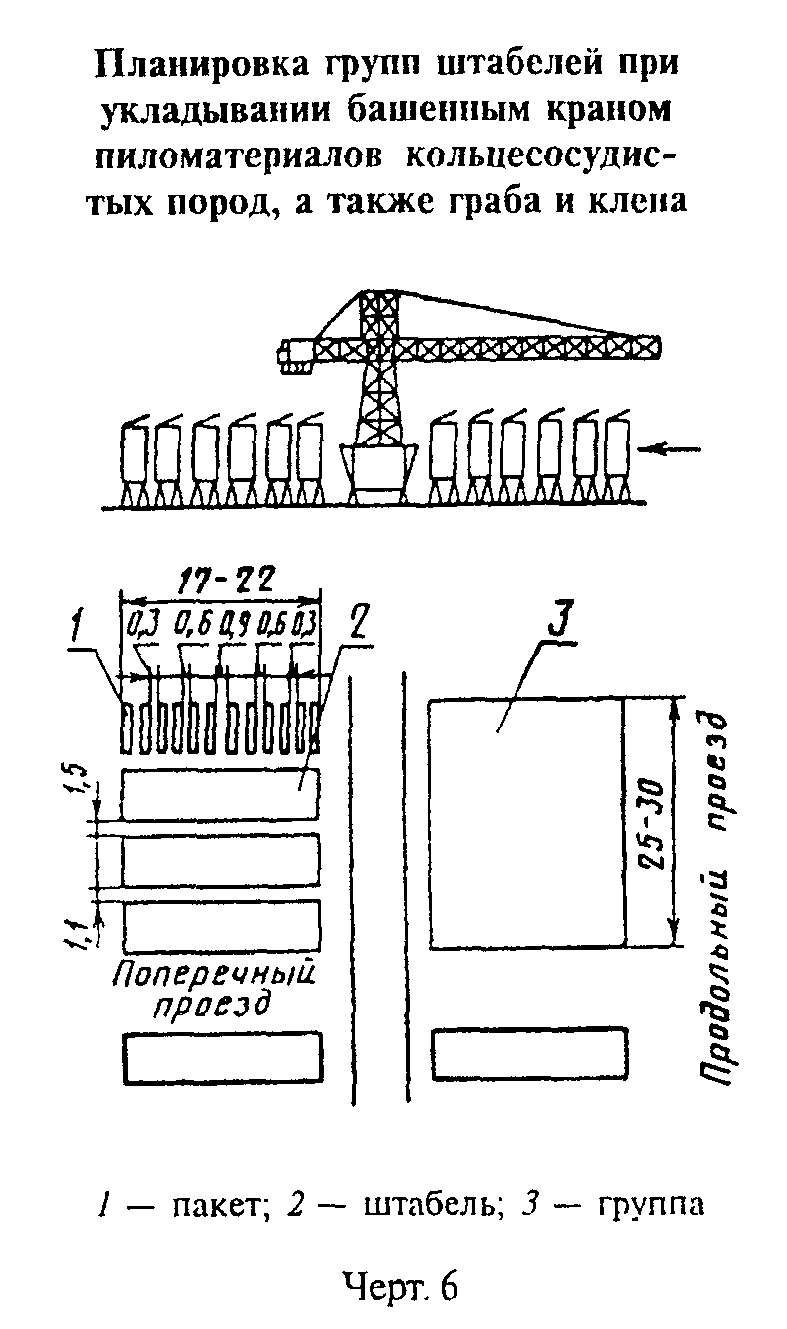 Планировка групп штабелей при
укладывании башенным краном
пиломатериалов кольцесосудис-
тых пород, а также граба и клена
17-22
1 0,3 0,6 0,9 0,6 0,3 2 3
1,5
1,1
25-30
Продольный проезд
Поперечный
проезд
1 — пакет; 2 — штабель; 3 — группа
Черт. 6